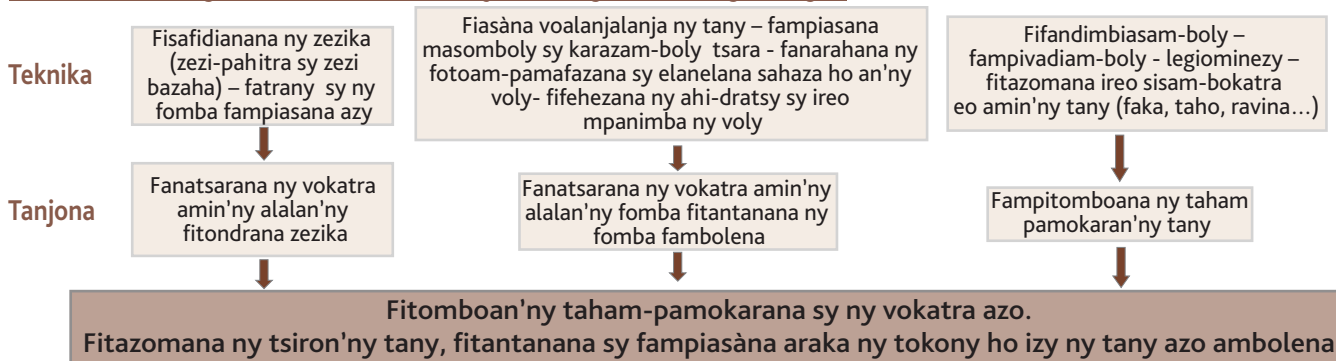 Teknika
Fisafidianana ny zezika
(zezi-pahitra sy zezi
bazaha) – fatrany sy ny
fomba fampiasana azy
Fiasàna voalanjalanja ny tany – fampiasana
masomboly sy karazam-boly tsara - fanarahana ny
fotoam-pamafazana sy elanelana sahaza ho an'ny
voly- fifehezana ny ahi-dratsy sy ireo
mpanimba ny voly
Fifandimbiasam-boly –
fampivadiam-boly - legiominezy –
fitazomana ireo sisam-bokatra
eo amin'ny tany (faka, taho, ravina…)
Tanjona
Fanatsarana ny vokatra
amin'ny alalan'ny
fitondrana zezika
Fanatsarana ny vokatra amin'ny
alalan'ny fomba fitantanana ny
fomba fambolena
Fampitomboana ny taham
pamokaran'ny tany
Fitomboan'ny taham-pamokarana sy ny vokatra azo.
Fitazomana ny tsiron'ny tany, fitantanana sy fampiasàna araka ny tokony ho izy ny tany azo ambolena